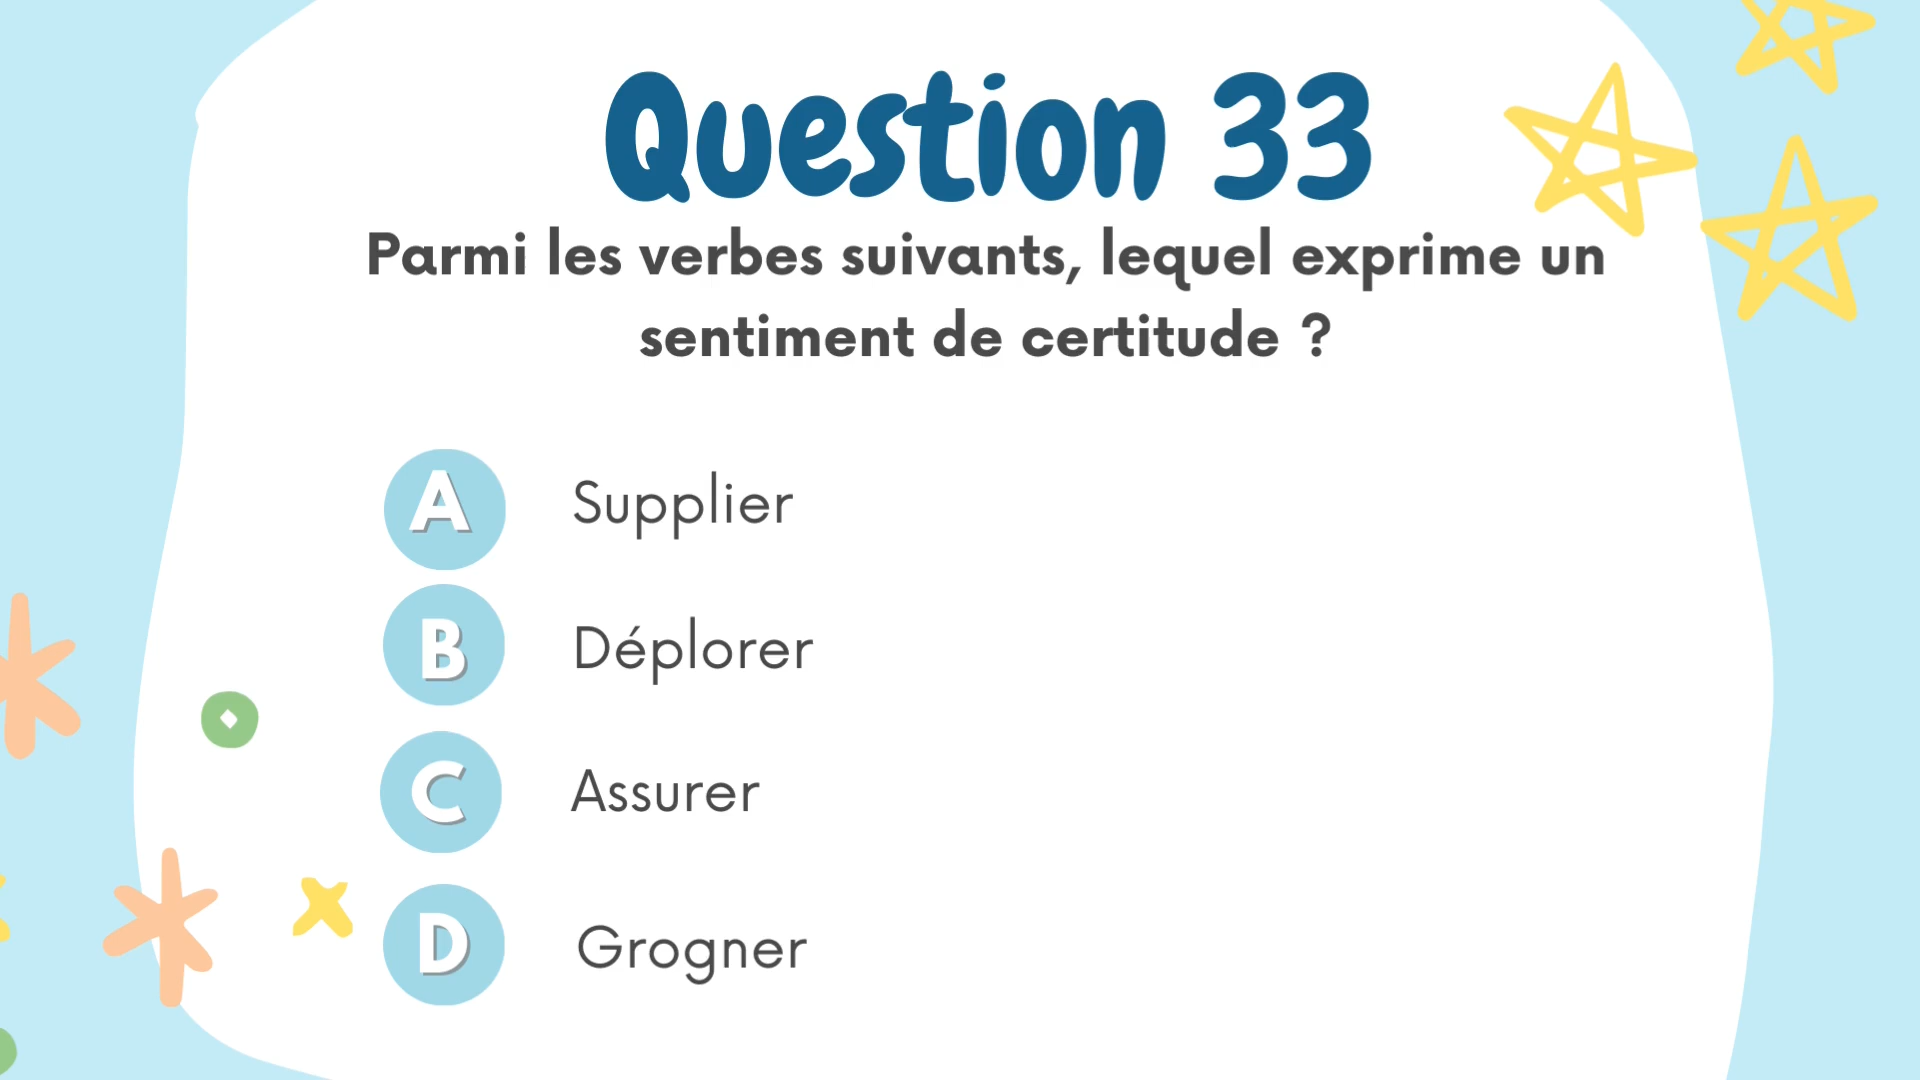 Question 33
Parmi les verbes suivants, lequel exprime un
sentiment de certitude ?
A Supplier
B Déplorer
C Assurer
D Grogner